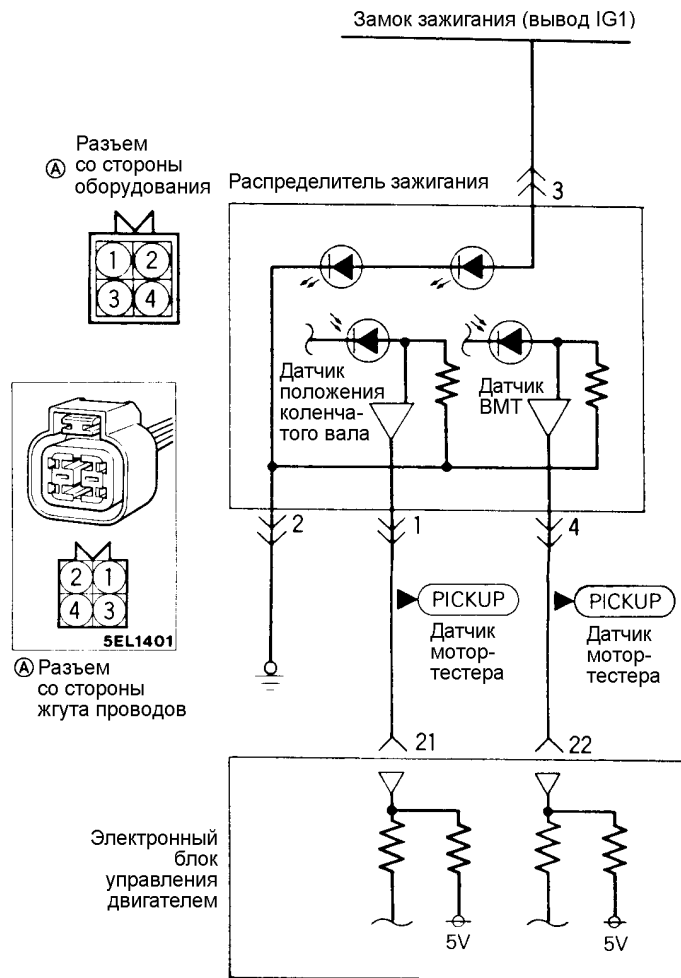 Замок зажигания (вывод IG1)
Разъем
Ⓐ со стороны
оборудования
Распределитель зажигания
3
1 2
3 4
Датчик
положения
коленча-
того вала
Датчик
ВМТ
2
1
4
2 1
4 3
5EL1401
Ⓐ Разъем
со стороны
жгута проводов
PICKUP
Датчик
мотор-
тестера
PICKUP
Датчик
мотор-
тестера
21
22
Электронный
блок
управления
двигателем
5V
5V